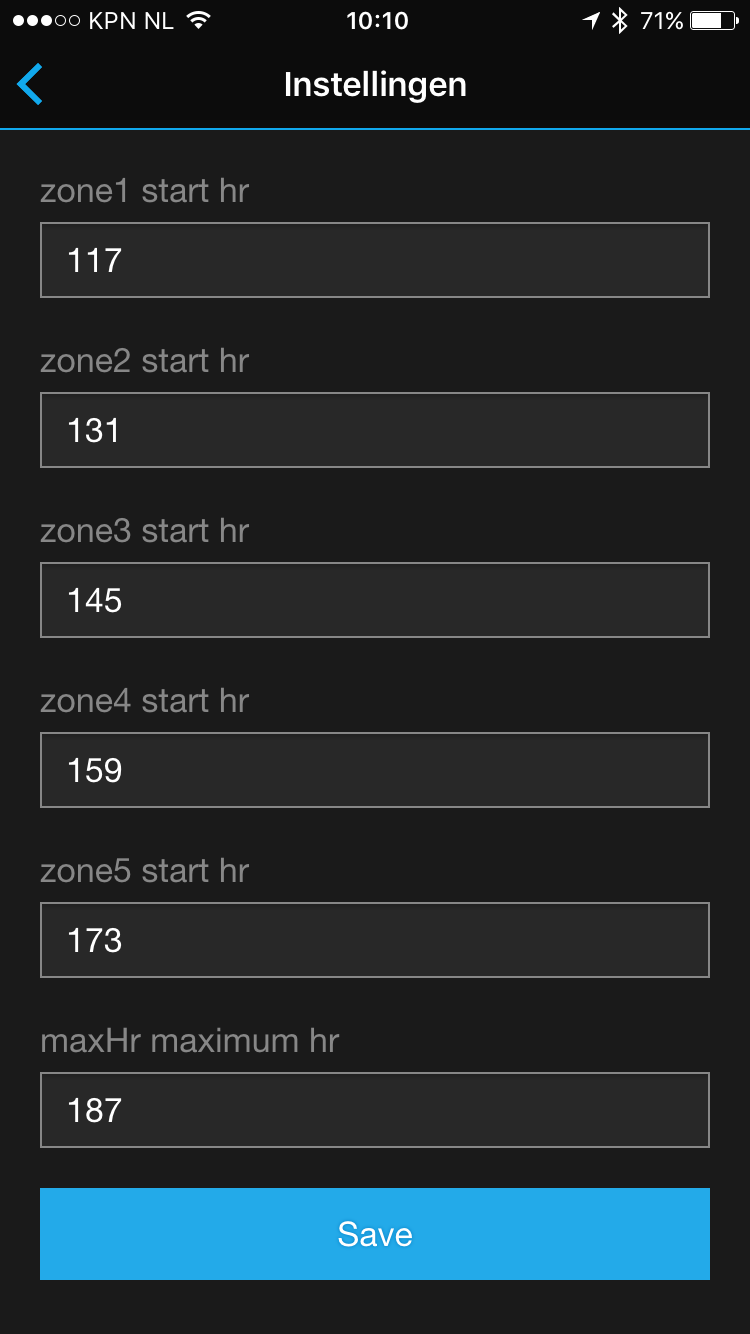 KPN NL 10:10 71%
Instellingen
zone1 start hr
117
zone2 start hr
131
zone3 start hr
145
zone4 start hr
159
zone5 start hr
173
maxHr maximum hr
187
Save